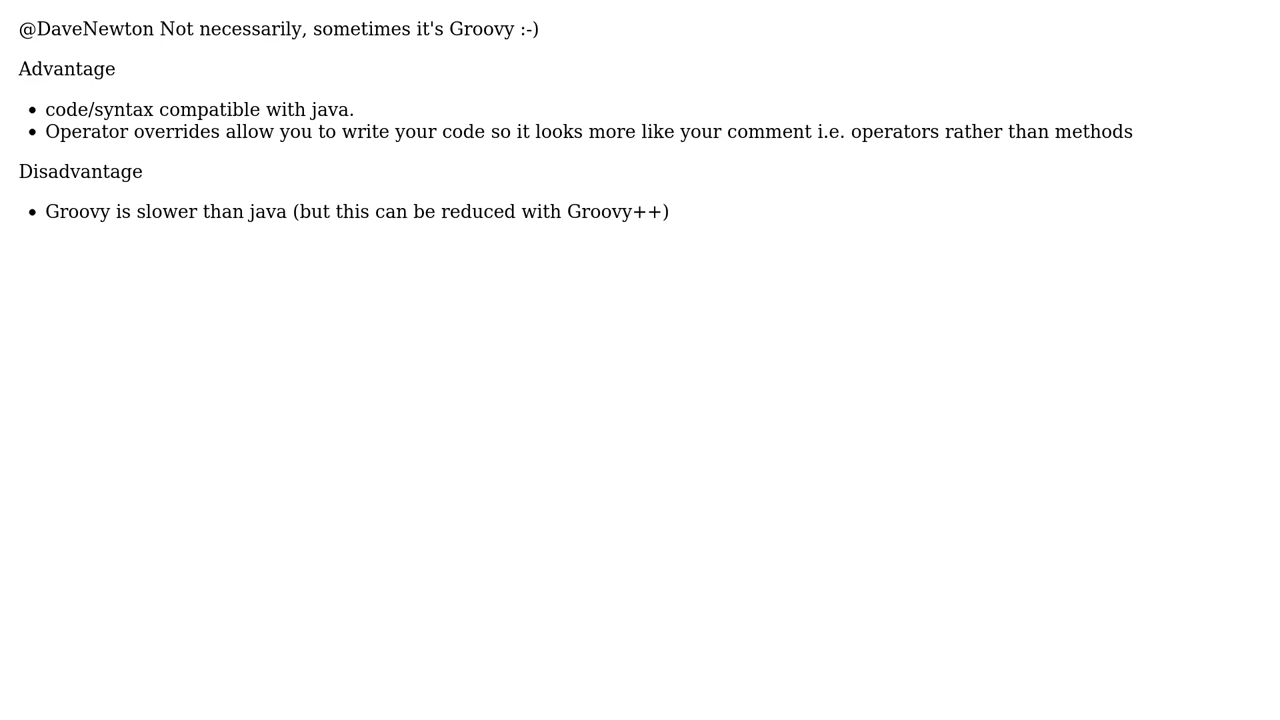 @DaveNewton Not necessarily, sometimes it's Groovy :-)
Advantage
• code/syntax compatible with java.
• Operator overrides allow you to write your code so it looks more like your comment i.e. operators rather than methods
Disadvantage
• Groovy is slower than java (but this can be reduced with Groovy++)